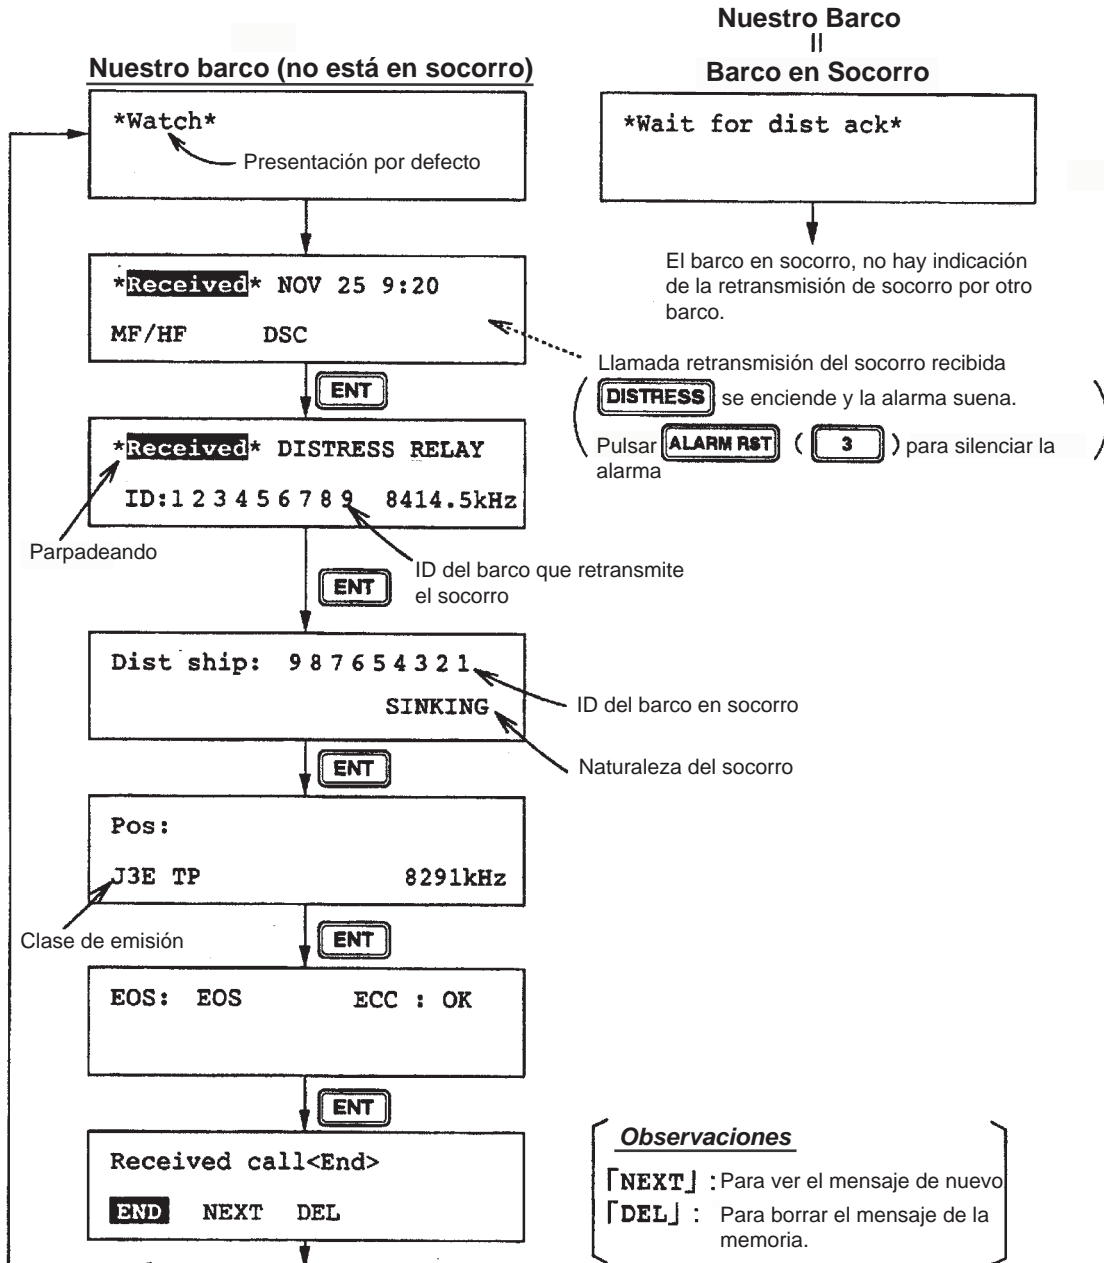 Nuestro Barco
||
Barco en Socorro
Nuestro barco (no está en socorro)
*Watch*
Presentación por defecto
*Wait for dist ack*
El barco en socorro, no hay indicación
de la retransmisión de socorro por otro
barco.
*Received* NOV 25 9:20
MF/HF DSC
Llamada retransmisión del socorro recibida
DISTRESS se enciende y la alarma suena.
Pulsar ALARM RST ( 3 ) para silenciar la
alarma
ENT
*Received* DISTRESS RELAY
ID:123456789 8414.5kHz
Parpadeando
ID del barco que retransmite
el socorro
ENT
Dist ship: 987654321
SINKING
ID del barco en socorro
Naturaleza del socorro
ENT
Pos:
J3E TP 8291kHz
Clase de emisión
ENT
EOS: EOS ECC : OK
ENT
Received call<End>
END NEXT DEL
Observaciones
「NEXT」 : Para ver el mensaje de nuevo
「DEL」 : Para borrar el mensaje de la
memoria.